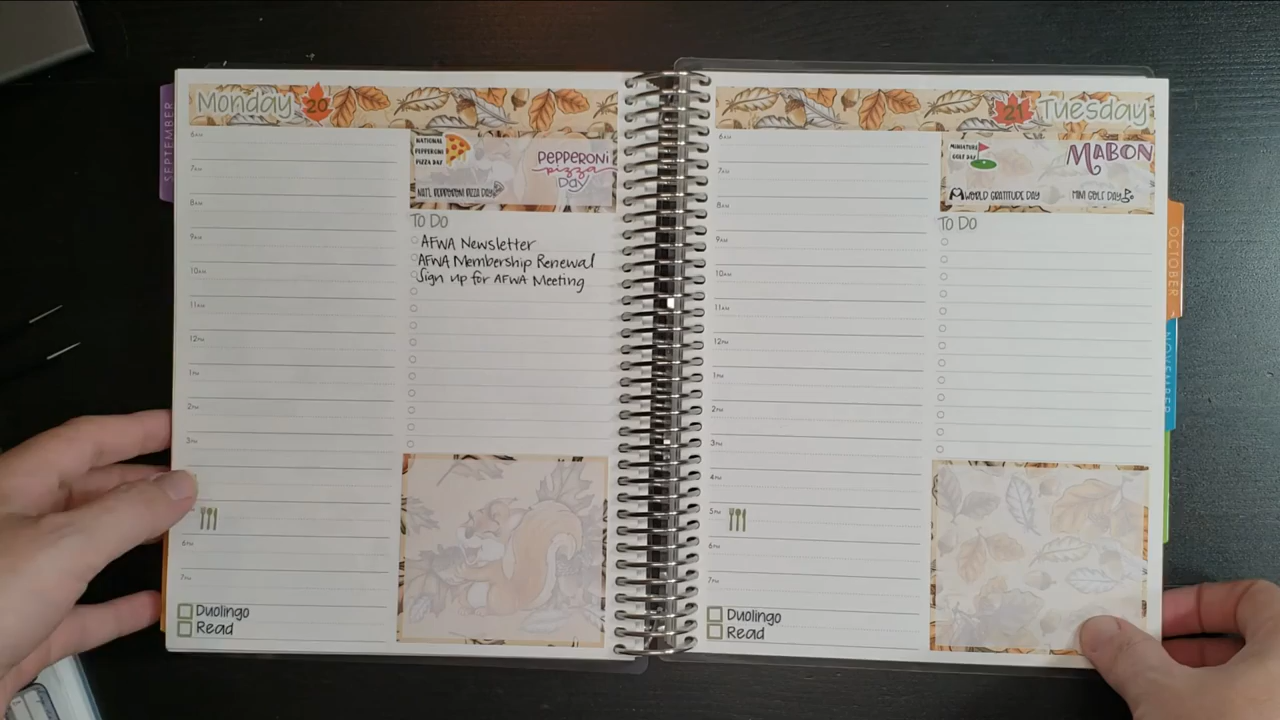 SEPTEMBER
Monday 20
6AM
7AM
8AM
9AM
10AM
11AM
12PM
1PM
2PM
3PM
6PM
7PM
Duolingo
Read
NATIONAL
PEPPERONI
PIZZA DAY
PEPPERONI
pizza
DAY
NATL PEPPERONI PIZZA DAY
TO DO
AFWA Newsletter
AFWA Membership Renewal
Sign up for AFWA Meeting
21 Tuesday
6AM
7AM
8AM
9AM
10AM
11AM
12PM
1PM
2PM
3PM
4PM
5PM
6PM
7PM
Duolingo
Read
MINIATURE
GOLF DAY
MABON
WORLD GRATITUDE DAY
MINI GOLF DAY
TO DO
OCTOBER
NOVEMBER